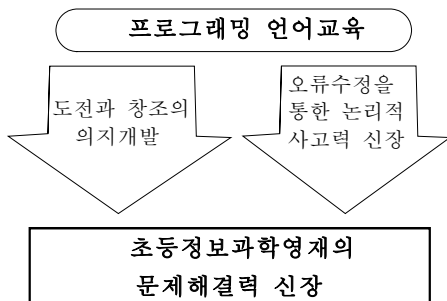 프로그래밍 언어교육
도전과 창조의
의지개발
오류수정을
통한 논리적
사고력 신장
초등정보과학영재의
문제해결력 신장